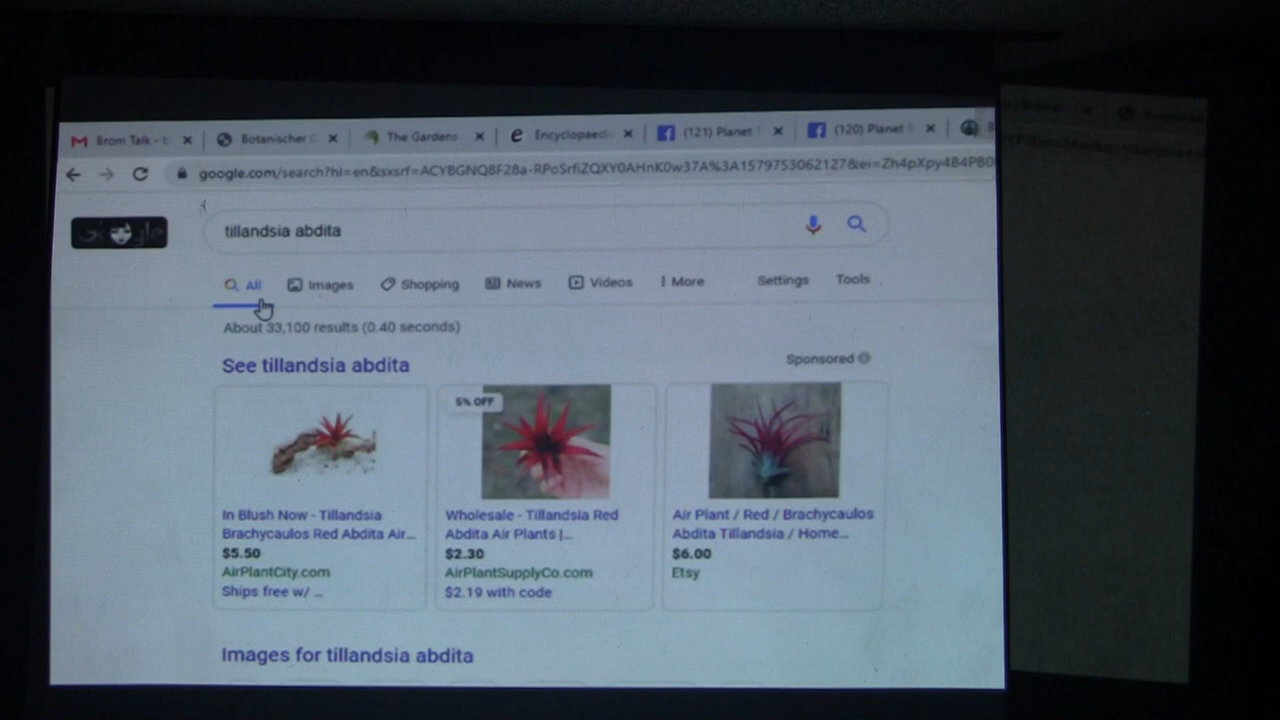 Brom Talk - b
Botanischer G
The Gardens
Encyclopaed
(121) Planet
(120) Planet
google.com/search?hl=en&sxsrf=ACYBGNQ8F28a-RPoSrfiZQXY0AHnK0w37A%3A1579753062127&iei=Zh4pXpy4B4PB0
tillandsia abdita
All
Images
Shopping
News
Videos
More
Settings
Tools
About 33,100 results (0.40 seconds)
See tillandsia abdita
Sponsored
5% OFF
In Blush Now - Tillandsia
Brachycaulos Red Abdita Air...
$5.50
AirPlantCity.com
Ships free w/ ...
Wholesale - Tillandsia Red
Abdita Air Plants |...
$2.30
AirPlantSupplyCo.com
$2.19 with code
Air Plant / Red / Brachycaulos
Abdita Tillandsia / Home...
$6.00
Etsy
Images for tillandsia abdita